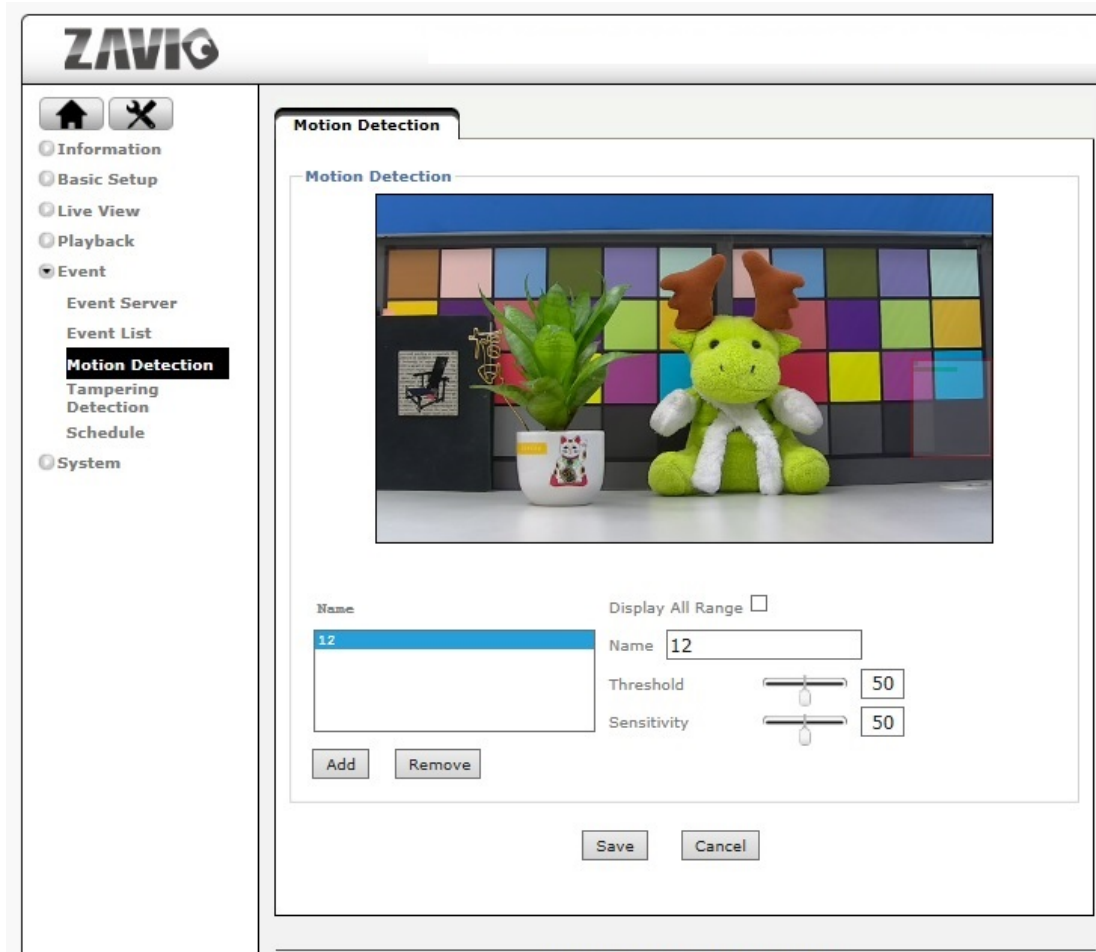 ZAVIO
Motion Detection
Information
Basic Setup
Live View
Playback
Event
Event Server
Event List
Motion Detection
Tampering
Detection
Schedule
System
Motion Detection
Name
12
Display All Range
Name 12
Threshold 50
Sensitivity 50
Add Remove
Save Cancel